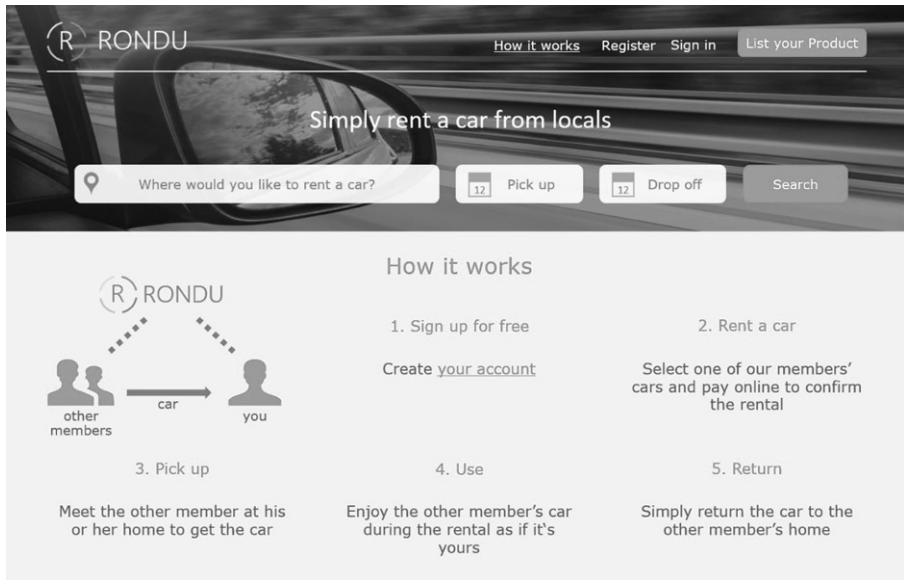 R RONDU
How it works Register Sign in List your Product
Simply rent a car from locals
Where would you like to rent a car?
12 Pick up
12 Drop off
Search
How it works
R RONDU
car
other
members
you
1. Sign up for free
Create your account
2. Rent a car
Select one of our members’
cars and pay online to confirm
the rental
3. Pick up
Meet the other member at his
or her home to get the car
4. Use
Enjoy the other member’s car
during the rental as if it‘s
yours
5. Return
Simply return the car to the
other member’s home